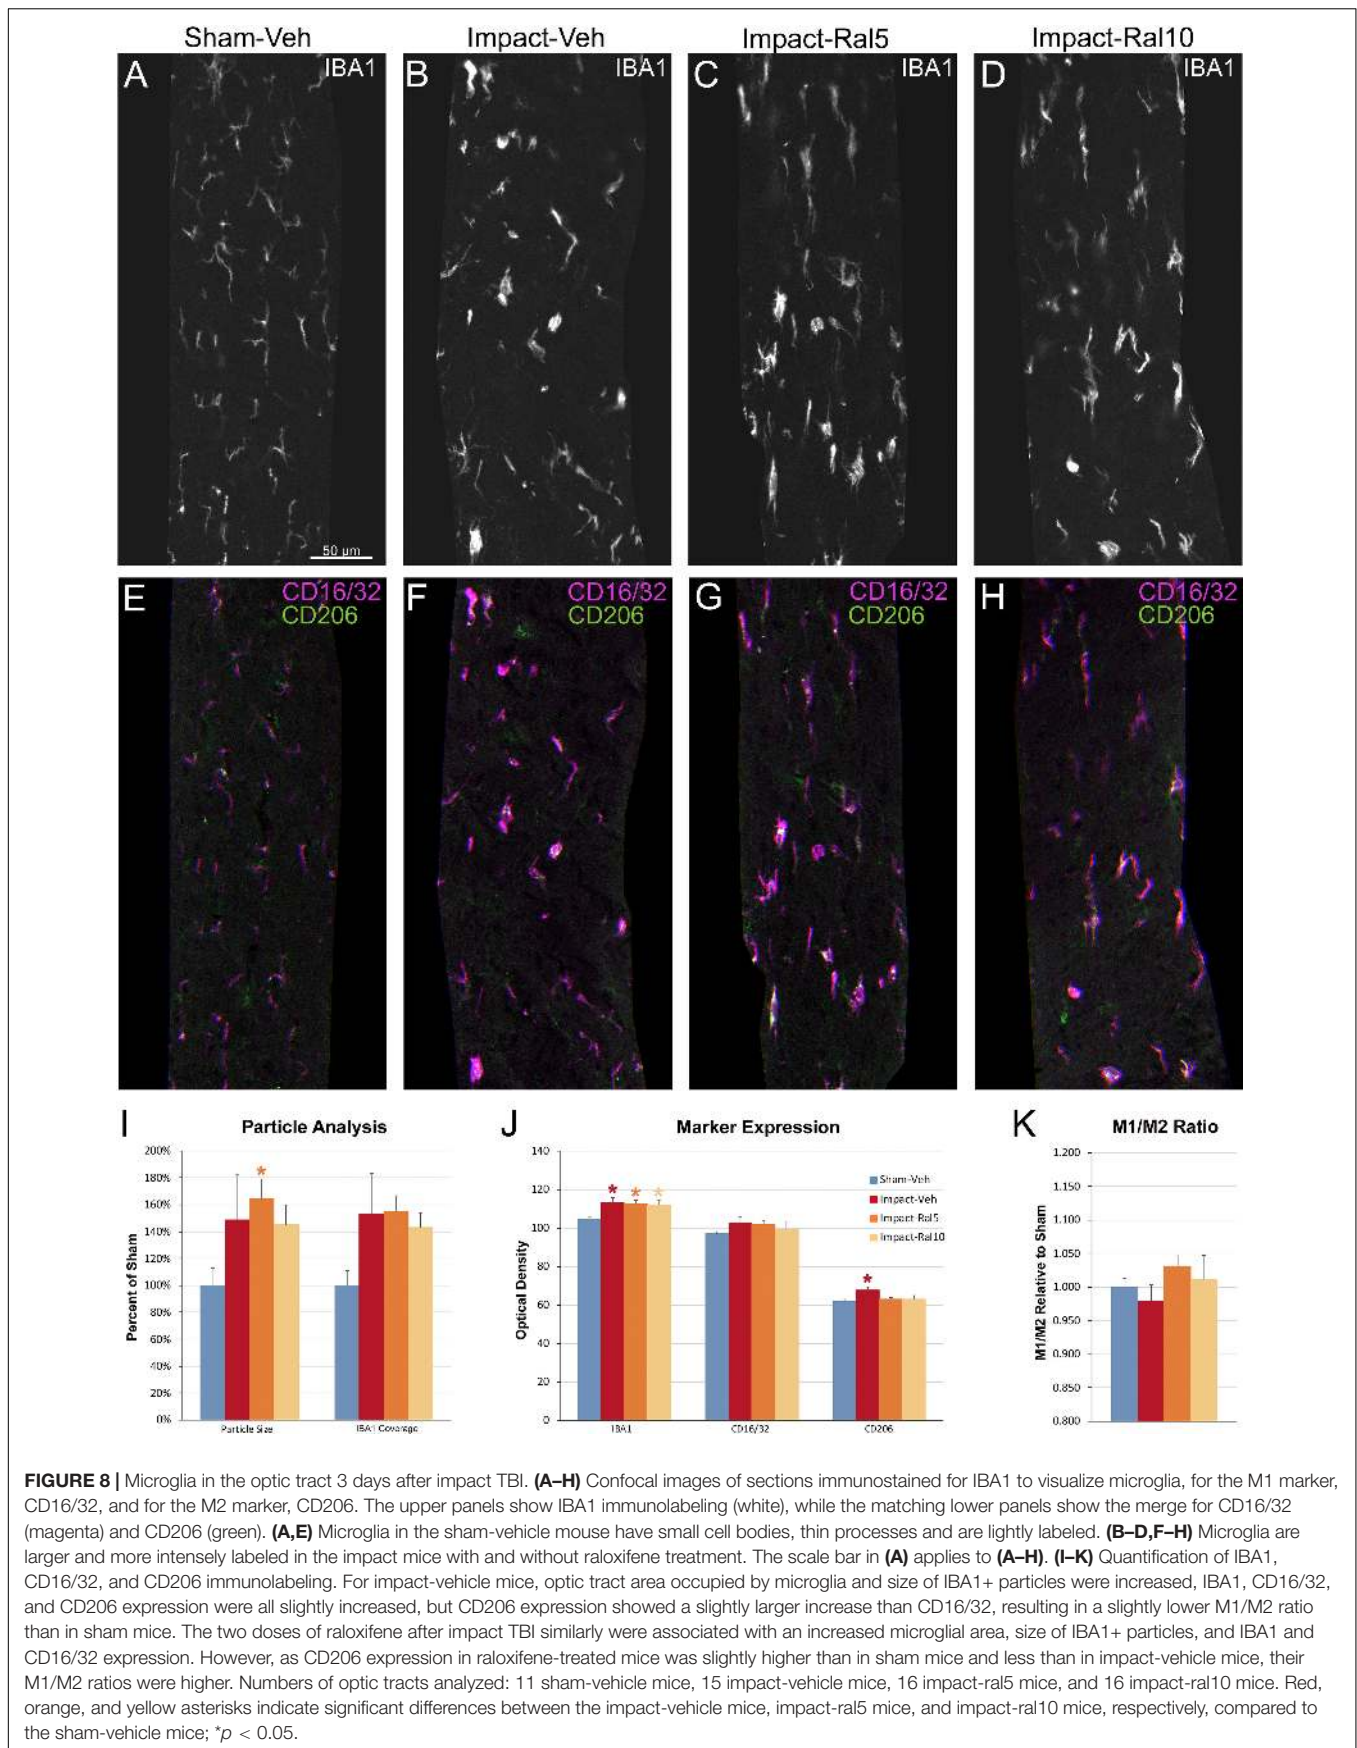 Sham-Veh Impact-Veh Impact-Ral5 Impact-Ral10
A IBA1 B IBA1 C IBA1 D IBA1
50 µm
E CD16/32 F CD16/32 G CD16/32 H CD16/32
CD206 CD206 CD206 CD206
I Particle Analysis
Percent of Sham
200%
180%
160%
140%
120%
100%
80%
60%
40%
20%
0%
*
Particle Size IBA1 Coverage
J Marker Expression
Optical Density
140
120
100
80
60
40
20
0
* * *
*
Sham-Veh
Impact-Veh
Impact-Ral5
Impact-Ral10
IBA1 CD16/32 CD206
K M1/M2 Ratio
M1/M2 Relative to Sham
1.200
1.150
1.100
1.050
1.000
0.950
0.900
0.850
0.800
FIGURE 8 | Microglia in the optic tract 3 days after impact TBI. (A–H) Confocal images of sections immunostained for IBA1 to visualize microglia, for the M1 marker,
CD16/32, and for the M2 marker, CD206. The upper panels show IBA1 immunolabeling (white), while the matching lower panels show the merge for CD16/32
(magenta) and CD206 (green). (A,E) Microglia in the sham-vehicle mouse have small cell bodies, thin processes and are lightly labeled. (B–D,F–H) Microglia are
larger and more intensely labeled in the impact mice with and without raloxifene treatment. The scale bar in (A) applies to (A–H). (I–K) Quantification of IBA1,
CD16/32, and CD206 immunolabeling. For impact-vehicle mice, optic tract area occupied by microglia and size of IBA1+ particles were increased, IBA1, CD16/32,
and CD206 expression were all slightly increased, but CD206 expression showed a slightly larger increase than CD16/32, resulting in a slightly lower M1/M2 ratio
than in sham mice. The two doses of raloxifene after impact TBI similarly were associated with an increased microglial area, size of IBA1+ particles, and IBA1 and
CD16/32 expression. However, as CD206 expression in raloxifene-treated mice was slightly higher than in sham mice and less than in impact-vehicle mice, their
M1/M2 ratios were higher. Numbers of optic tracts analyzed: 11 sham-vehicle mice, 15 impact-vehicle mice, 16 impact-ral5 mice, and 16 impact-ral10 mice. Red,
orange, and yellow asterisks indicate significant differences between the impact-vehicle mice, impact-ral5 mice, and impact-ral10 mice, respectively, compared to
the sham-vehicle mice; *p < 0.05.